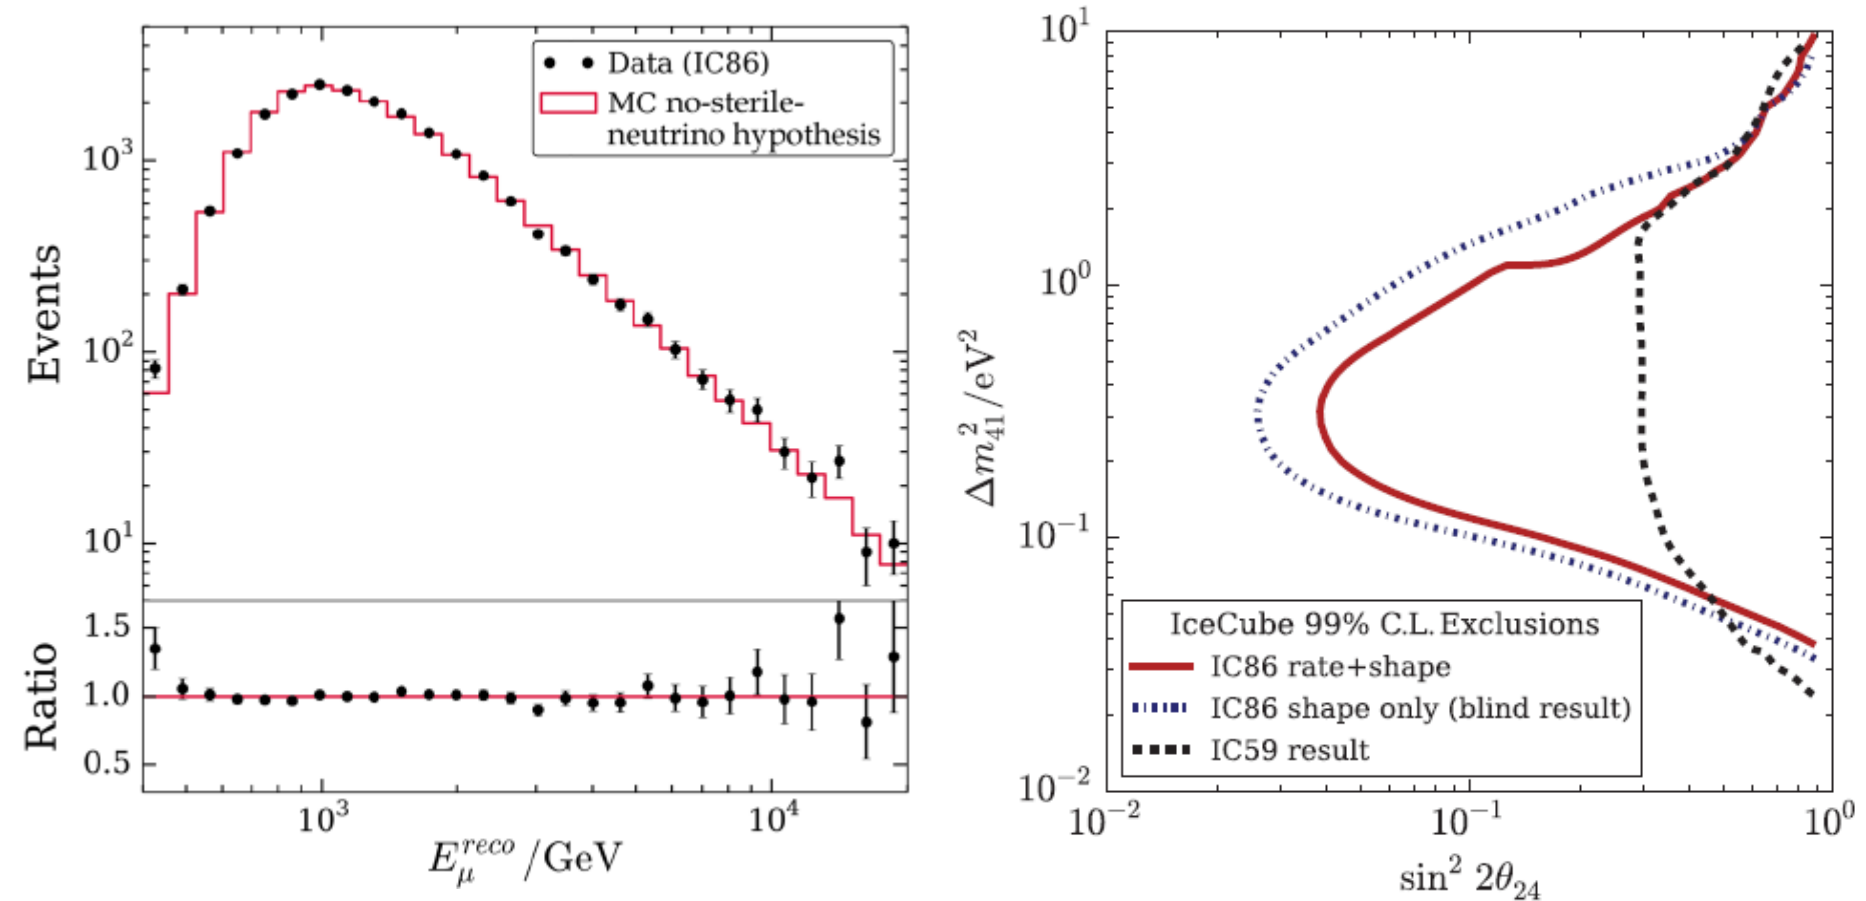 Data (IC86)
MC no-sterile-
neutrino hypothesis
Events
10³
10²
10¹
Ratio
1.5
1.0
0.5
10³
10⁴
E_μ^reco /GeV
Δm²₄₁/eV²
10¹
10⁰
10⁻¹
10⁻²
IceCube 99% C.L. Exclusions
IC86 rate+shape
IC86 shape only (blind result)
IC59 result
10⁻²
10⁻¹
10⁰
sin² 2θ₂₄